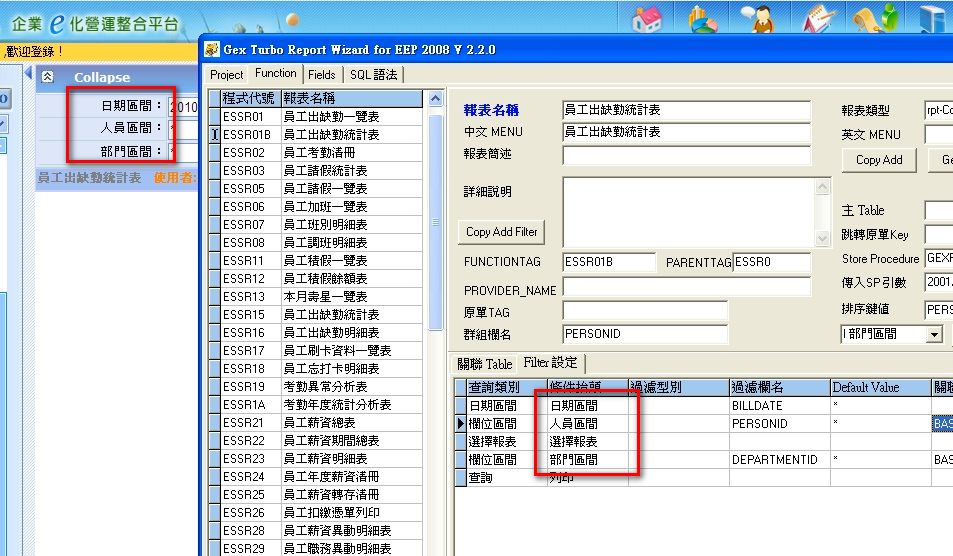 企業 e 化營運整合平台
,歡迎登錄！
Collapse
日期區間： 2010
人員區間： *
部門區間： *
員工出缺勤統計表 使用者:
Gex Turbo Report Wizard for EEP 2008 V 2.2.0
Project Function Fields SQL 語法
程式代號 報表名稱
ESSR01 員工出缺勤一覽表
ESSR01B 員工出缺勤統計表
ESSR02 員工考勤清冊
ESSR03 員工請假統計表
ESSR05 員工請假一覽表
ESSR06 員工加班一覽表
ESSR07 員工班別明細表
ESSR08 員工調班明細表
ESSR11 員工積假一覽表
ESSR12 員工積假餘額表
ESSR13 本月壽星一覽表
ESSR15 員工出缺勤統計表
ESSR16 員工出缺勤明細表
ESSR17 員工刷卡資料一覽表
ESSR18 員工忘打卡明細表
ESSR19 考勤異常分析表
ESSR1A 考勤年度統計分析表
ESSR21 員工薪資總表
ESSR22 員工薪資期間總表
ESSR23 員工薪資明細表
ESSR24 員工年度薪資清冊
ESSR25 員工薪資轉存清冊
ESSR26 員工扣繳憑單列印
ESSR28 員工薪資異動明細表
ESSR29 員工職務異動明細表
報表名稱 員工出缺勤統計表 報表類型 rpt-Co
中文 MENU 員工出缺勤統計表 英文 MENU
報表簡述
Copy Add Ge
詳細說明
主 Table
Copy Add Filter
跳轉原單Key
FUNCTIONTAG ESSR01B PARENTTAG ESSR0 Store Procedure GEXP
PROVIDER_NAME 傳入SP引數 2001.
原單TAG 排序鍵值 PERS
群組欄名 PERSONID 部門區間
關聯 Table Filter 設定
查詢類別 條件抬頭 過濾型別 過濾欄名 Default Value 關聯
日期區間 日期區間 BILLDATE *
欄位區間 人員區間 PERSONID * BAS
選擇報表 選擇報表
欄位區間 部門區間 DEPARTMENTID * BAS
查詢 列印